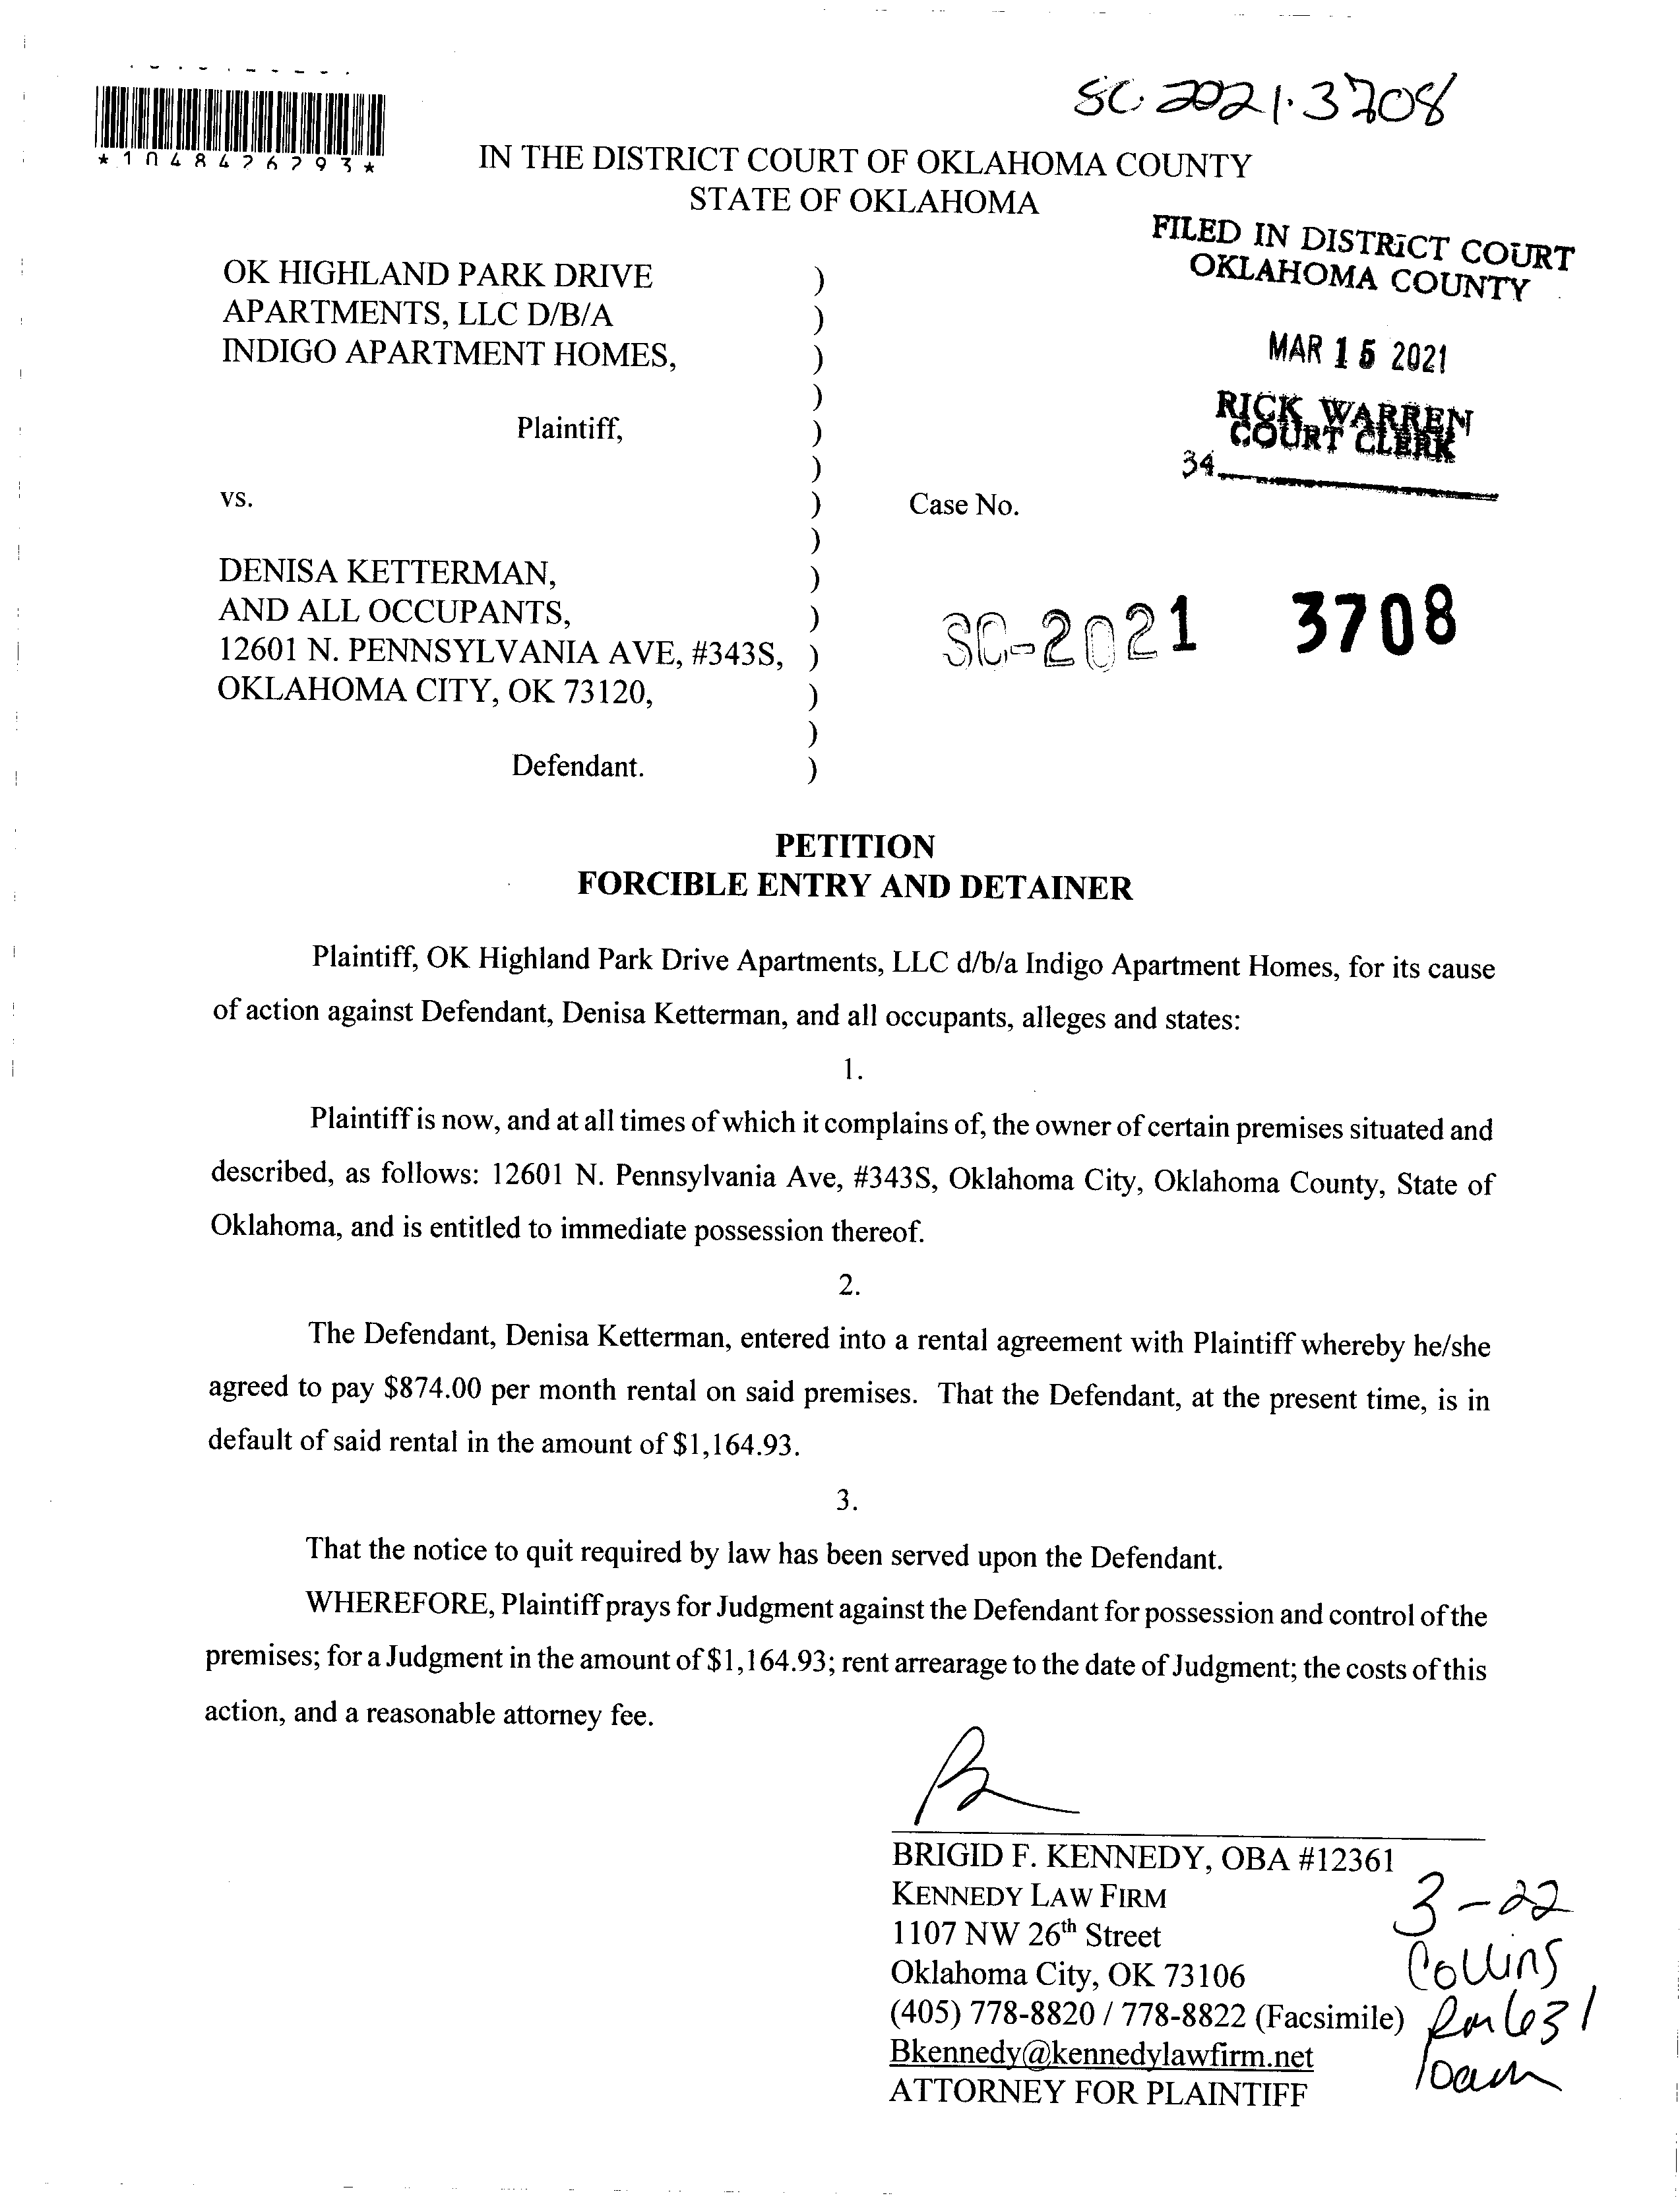 SC-2021-3708
*1048426293*
IN THE DISTRICT COURT OF OKLAHOMA COUNTY
STATE OF OKLAHOMA
FILED IN DISTRICT COURT
OKLAHOMA COUNTY
MAR 15 2021
RICK WARREN
COURT CLERK
34
OK HIGHLAND PARK DRIVE )
APARTMENTS, LLC D/B/A )
INDIGO APARTMENT HOMES, )
)
Plaintiff, )
)
vs. ) Case No.
)
DENISA KETTERMAN, )
AND ALL OCCUPANTS, )
12601 N. PENNSYLVANIA AVE, #343S, ) SC-2021 3708
OKLAHOMA CITY, OK 73120, )
)
Defendant. )
PETITION
FORCIBLE ENTRY AND DETAINER
Plaintiff, OK Highland Park Drive Apartments, LLC d/b/a Indigo Apartment Homes, for its cause
of action against Defendant, Denisa Ketterman, and all occupants, alleges and states:
1.
Plaintiff is now, and at all times of which it complains of, the owner of certain premises situated and
described, as follows: 12601 N. Pennsylvania Ave, #343S, Oklahoma City, Oklahoma County, State of
Oklahoma, and is entitled to immediate possession thereof.
2.
The Defendant, Denisa Ketterman, entered into a rental agreement with Plaintiff whereby he/she
agreed to pay $874.00 per month rental on said premises. That the Defendant, at the present time, is in
default of said rental in the amount of $1,164.93.
3.
That the notice to quit required by law has been served upon the Defendant.
WHEREFORE, Plaintiff prays for Judgment against the Defendant for possession and control of the
premises; for a Judgment in the amount of $1,164.93; rent arrearage to the date of Judgment; the costs of this
action, and a reasonable attorney fee.
BRIGID F. KENNEDY, OBA #12361
KENNEDY LAW FIRM
1107 NW 26th Street
Oklahoma City, OK 73106
(405) 778-8820 / 778-8822 (Facsimile)
Bkennedy@kennedylawfirm.net
ATTORNEY FOR PLAINTIFF
3-22
Collins
Rm 631
10am